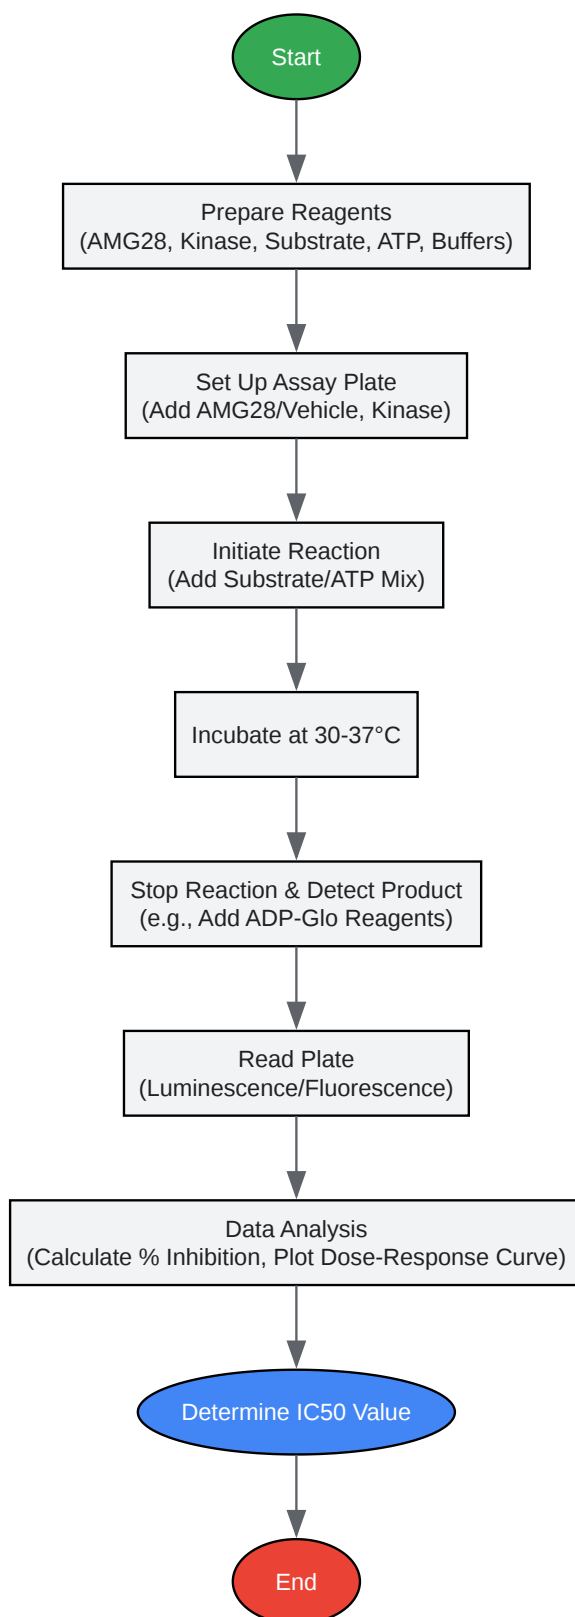 Start
Prepare Reagents
(AMG28, Kinase, Substrate, ATP, Buffers)
Set Up Assay Plate
(Add AMG28/Vehicle, Kinase)
Initiate Reaction
(Add Substrate/ATP Mix)
Incubate at 30-37°C
Stop Reaction & Detect Product
(e.g., Add ADP-Glo Reagents)
Read Plate
(Luminescence/Fluorescence)
Data Analysis
(Calculate % Inhibition, Plot Dose-Response Curve)
Determine IC50 Value
End